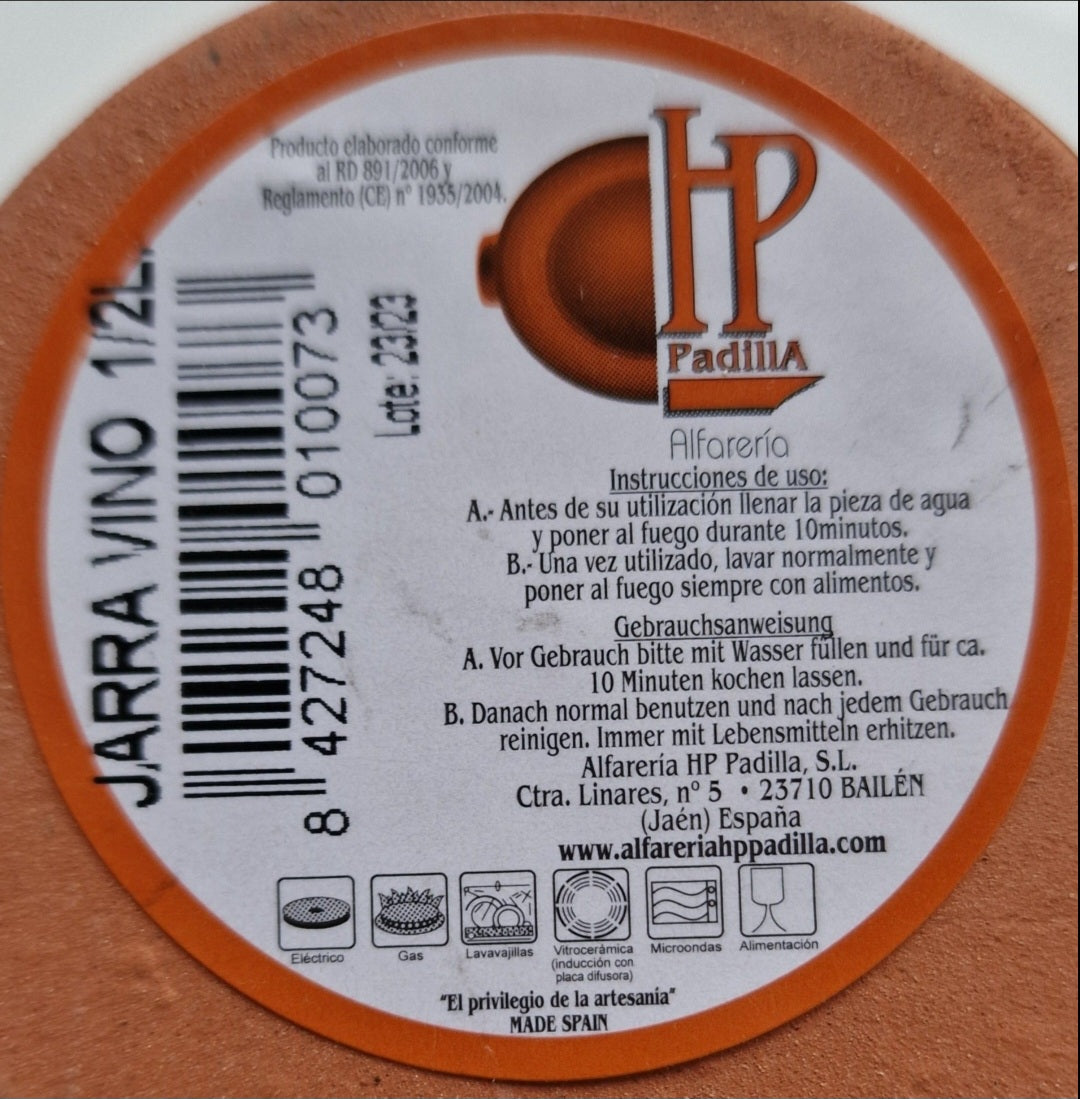 Producto elaborado conforme
al RD 891/2006 y
Reglamento (CE) nº 1935/2004.
HP
PadillA
Alfarería
JARRA VINO 1/2L.
8 427248 010073
Lote: 23/23
Instrucciones de uso:
A.- Antes de su utilización llenar la pieza de agua
y poner al fuego durante 10minutos.
B.- Una vez utilizado, lavar normalmente y
poner al fuego siempre con alimentos.
Gebrauchsanweisung
A. Vor Gebrauch bitte mit Wasser füllen und für ca.
10 Minuten kochen lassen.
B. Danach normal benutzen und nach jedem Gebrauch
reinigen. Immer mit Lebensmitteln erhitzen.
Alfarería HP Padilla, S.L.
Ctra. Linares, nº 5 • 23710 BAILÉN
(Jaén) España
www.alfareriahppadilla.com
Eléctrico
Gas
Lavavajillas
Vitrocerámica
(inducción con
placa difusora)
Microondas
Alimentación
"El privilegio de la artesanía"
MADE SPAIN